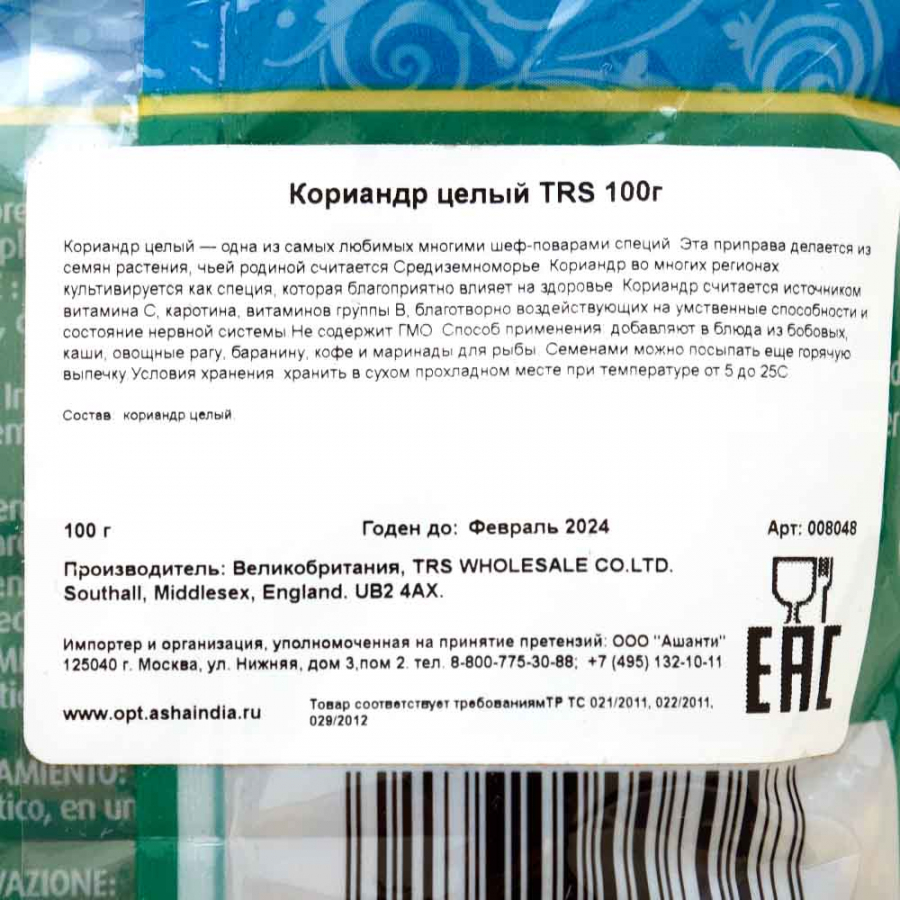 Кориандр целый TRS 100г
Кориандр целый — одна из самых любимых многими шеф-поварами специй Эта приправа делается из
семян растения, чьей родиной считается Средиземноморье Кориандр во многих регионах
культивируется как специя, которая благоприятно влияет на здоровье Кориандр считается источником
витамина С, каротина, витаминов группы В, благотворно воздействующих на умственные способности и
состояние нервной системы Не содержит ГМО Способ применения добавляют в блюда из бобовых,
каши, овощные рагу, баранину, кофе и маринады для рыбы. Семенами можно посыпать еще горячую
выпечку Условия хранения хранить в сухом прохладном месте при температуре от 5 до 25С
Состав: кориандр целый.
100 г Годен до: Февраль 2024 Арт: 008048
Производитель: Великобритания, TRS WHOLESALE CO.LTD.
Southall, Middlesex, England. UB2 4AX.
Импортер и организация, уполномоченная на принятие претензий: ООО "Ашанти"
125040 г. Москва, ул. Нижняя, дом 3,пом 2. тел. 8-800-775-30-88; +7 (495) 132-10-11
EAC
www.opt.ashaindia.ru Товар соответствует требованиямТР ТС 021/2011, 022/2011,
029/2012
AMIENTO:
tico, en un
VAZIONE: